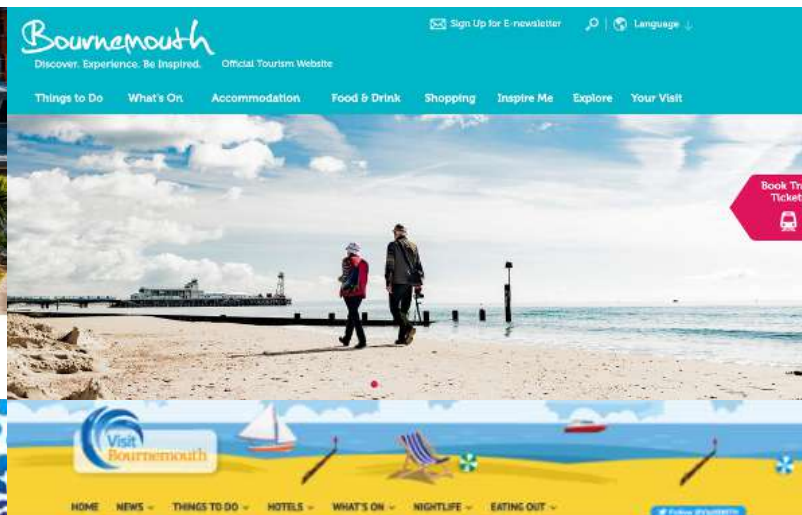 Bournemouth
Sign Up for E-newsletter | Language
Discover. Experience. Be Inspired. Official Tourism Website
Things to Do What's On Accommodation Food & Drink Shopping Inspire Me Explore Your Visit
Book
Visit
Bournemouth
HOME NEWS THINGS TO DO HOTELS WHAT'S ON NIGHTLIFE EATING OUT
Follow